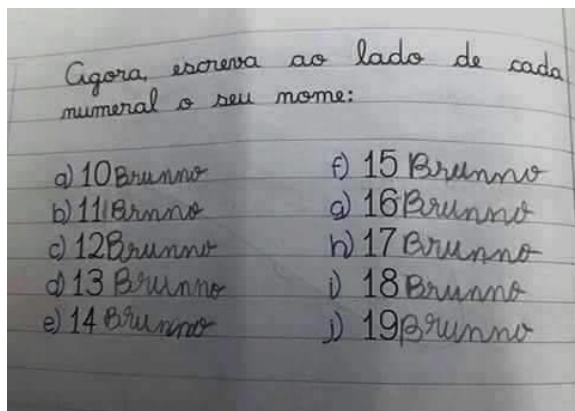 Agora, escreva ao lado de cada
numeral o seu nome:
a) 10 Brunno
b) 11 Brnno
c) 12 Brunno
d) 13 Brunno
e) 14 Brunno
f) 15 Brunno
g) 16 Brunno
h) 17 Brunno
i) 18 Brunno
j) 19 Brunno